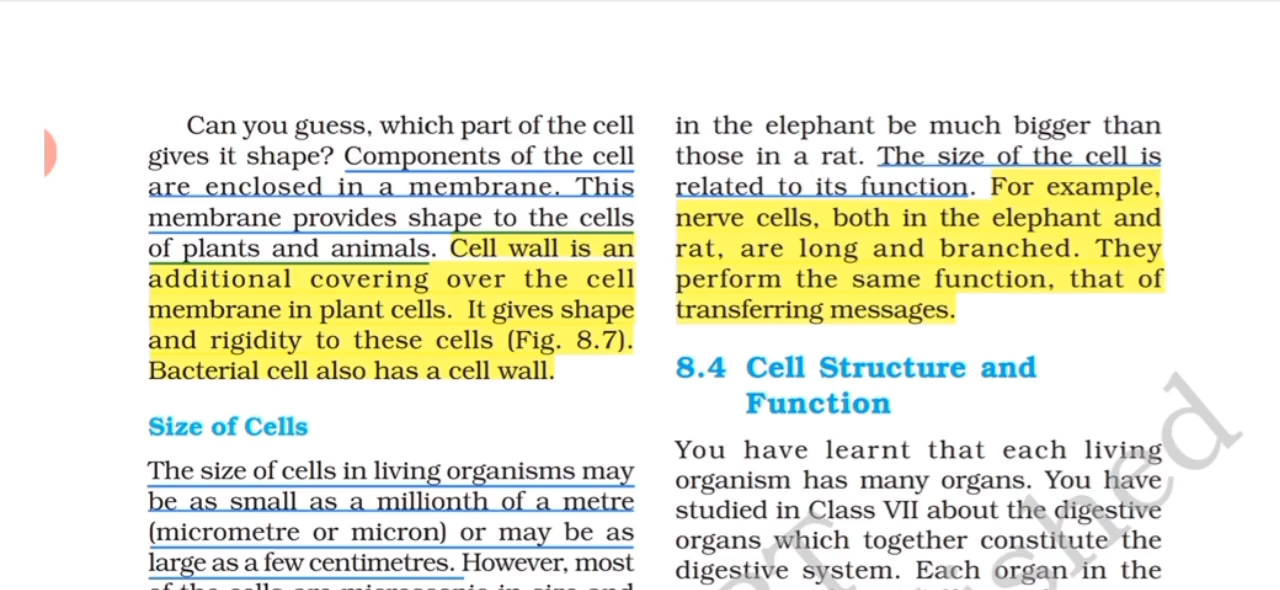 Can you guess, which part of the cell
gives it shape? Components of the cell
are enclosed in a membrane. This
membrane provides shape to the cells
of plants and animals. Cell wall is an
additional covering over the cell
membrane in plant cells. It gives shape
and rigidity to these cells (Fig. 8.7).
Bacterial cell also has a cell wall.
Size of Cells
The size of cells in living organisms may
be as small as a millionth of a metre
(micrometre or micron) or may be as
large as a few centimetres. However, most
in the elephant be much bigger than
those in a rat. The size of the cell is
related to its function. For example,
nerve cells, both in the elephant and
rat, are long and branched. They
perform the same function, that of
transferring messages.
8.4 Cell Structure and
Function
You have learnt that each living
organism has many organs. You have
studied in Class VII about the digestive
organs which together constitute the
digestive system. Each organ in the